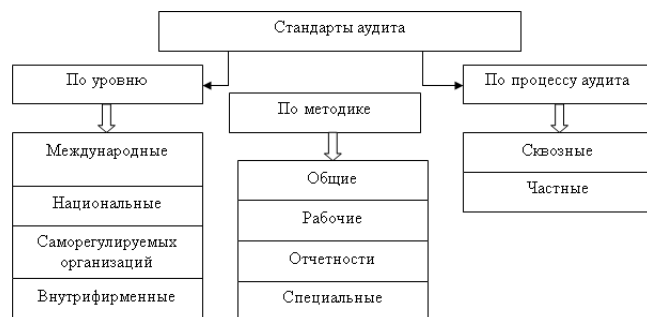 Стандарты аудита
По уровню
По методике
По процессу аудита
Международные
Национальные
Саморегулируемых
организаций
Внутрифирменные
Общие
Рабочие
Отчетности
Специальные
Сквозные
Частные